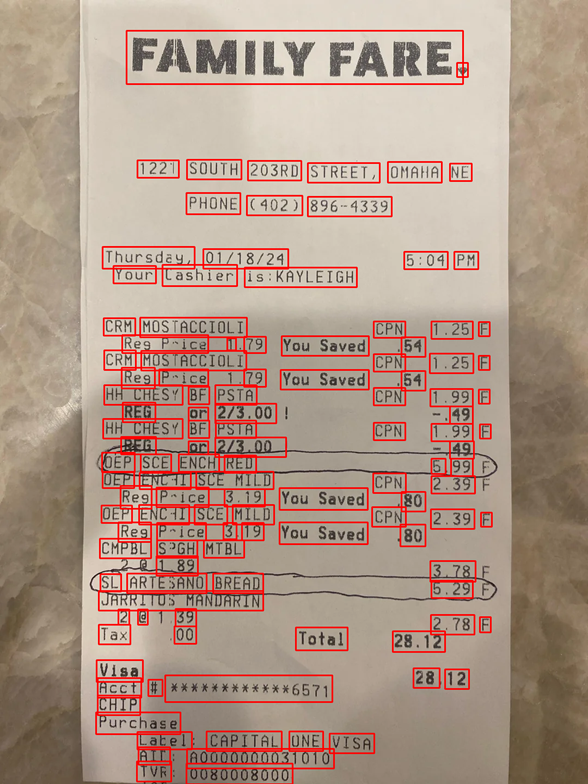 FAMILY FARE.
1221 SOUTH 203RD STREET, OMAHA NE
PHONE (402) 896-4339
Thursday, 01/18/24 5:04 PM
Your Cashier is:KAYLEIGH
CRM MOSTACCIOLI CPN 1.25 F
Reg Price 1.79 You Saved .54
CRM MOSTACCIOLI CPN 1.25 F
Reg Price 1.79 You Saved .54
HH CHESY BF PSTA CPN 1.99 F
REG or 2/3.00 ! -.49
HH CHESY BF PSTA CPN 1.99 F
REG or 2/3.00 -.49
OEP SCE ENCH RED 5.99 F
OEP ENCHI SCE MILD CPN 2.39 F
Reg Price 3.19 You Saved .80
OEP ENCHI SCE MILD CPN 2.39 F
Reg Price 3.19 You Saved .80
CMPBL SPGH MTBL
2 @ 1.89 3.78 F
SL ARTESANO BREAD 5.29 F
JARRITOS MANDARIN
2 @ 1.39 2.78 F
Tax .00 Total 28.12
Visa 28.12
Acct # ************6571
CHIP
Purchase
Label: CAPITAL ONE VISA
AID: A0000000031010
TVR: 0080008000